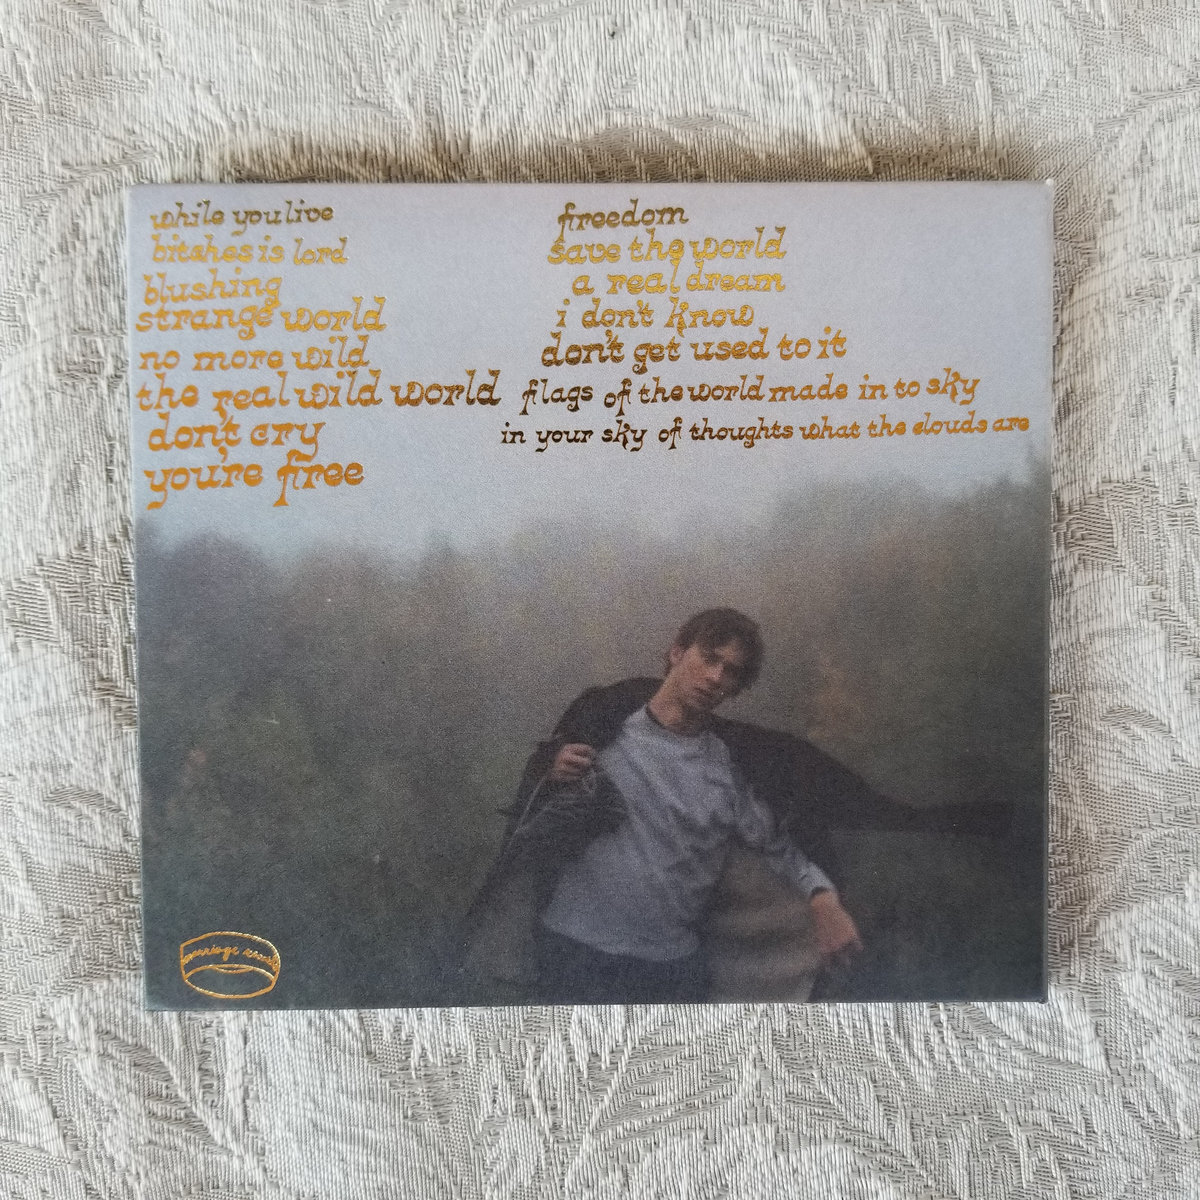 while you live
bitches is lord
blushing
strange world
no more wild
the real wild world
don't cry
you're free
freedom
save the world
a real dream
i don't know
don't get used to it
flags of the world made in to sky
in your sky of thoughts what the clouds are
marriage records